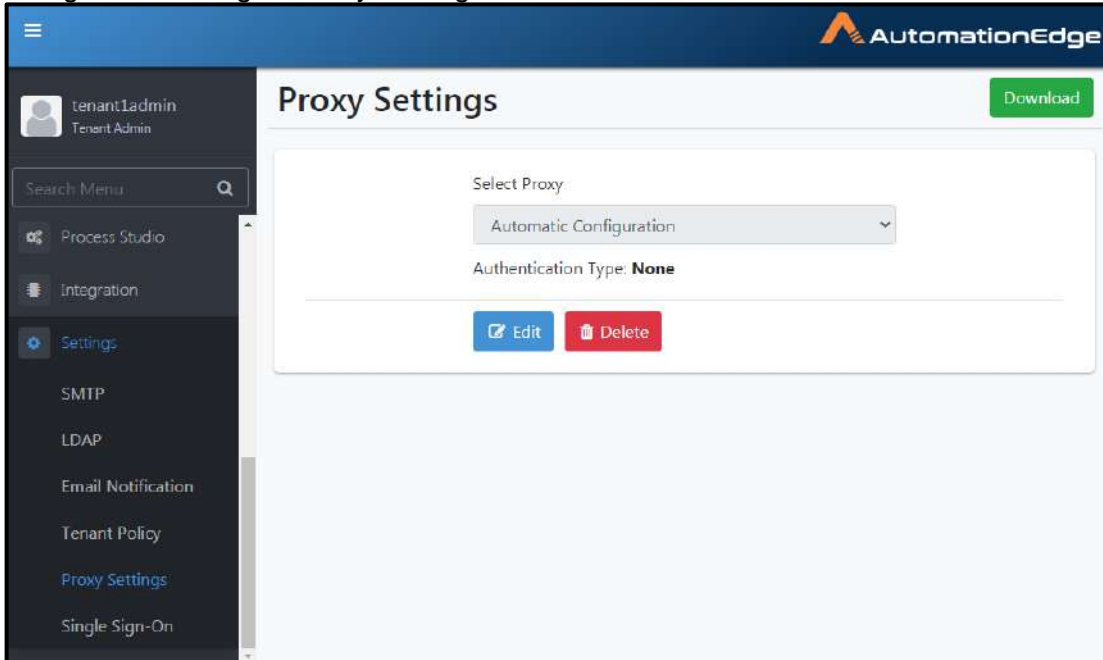 AutomationEdge
tenant1admin
Tenant Admin
Search Menu
Process Studio
Integration
Settings
SMTP
LDAP
Email Notification
Tenant Policy
Proxy Settings
Single Sign-On
Proxy Settings
Download
Select Proxy
Automatic Configuration
Authentication Type: None
Edit
Delete